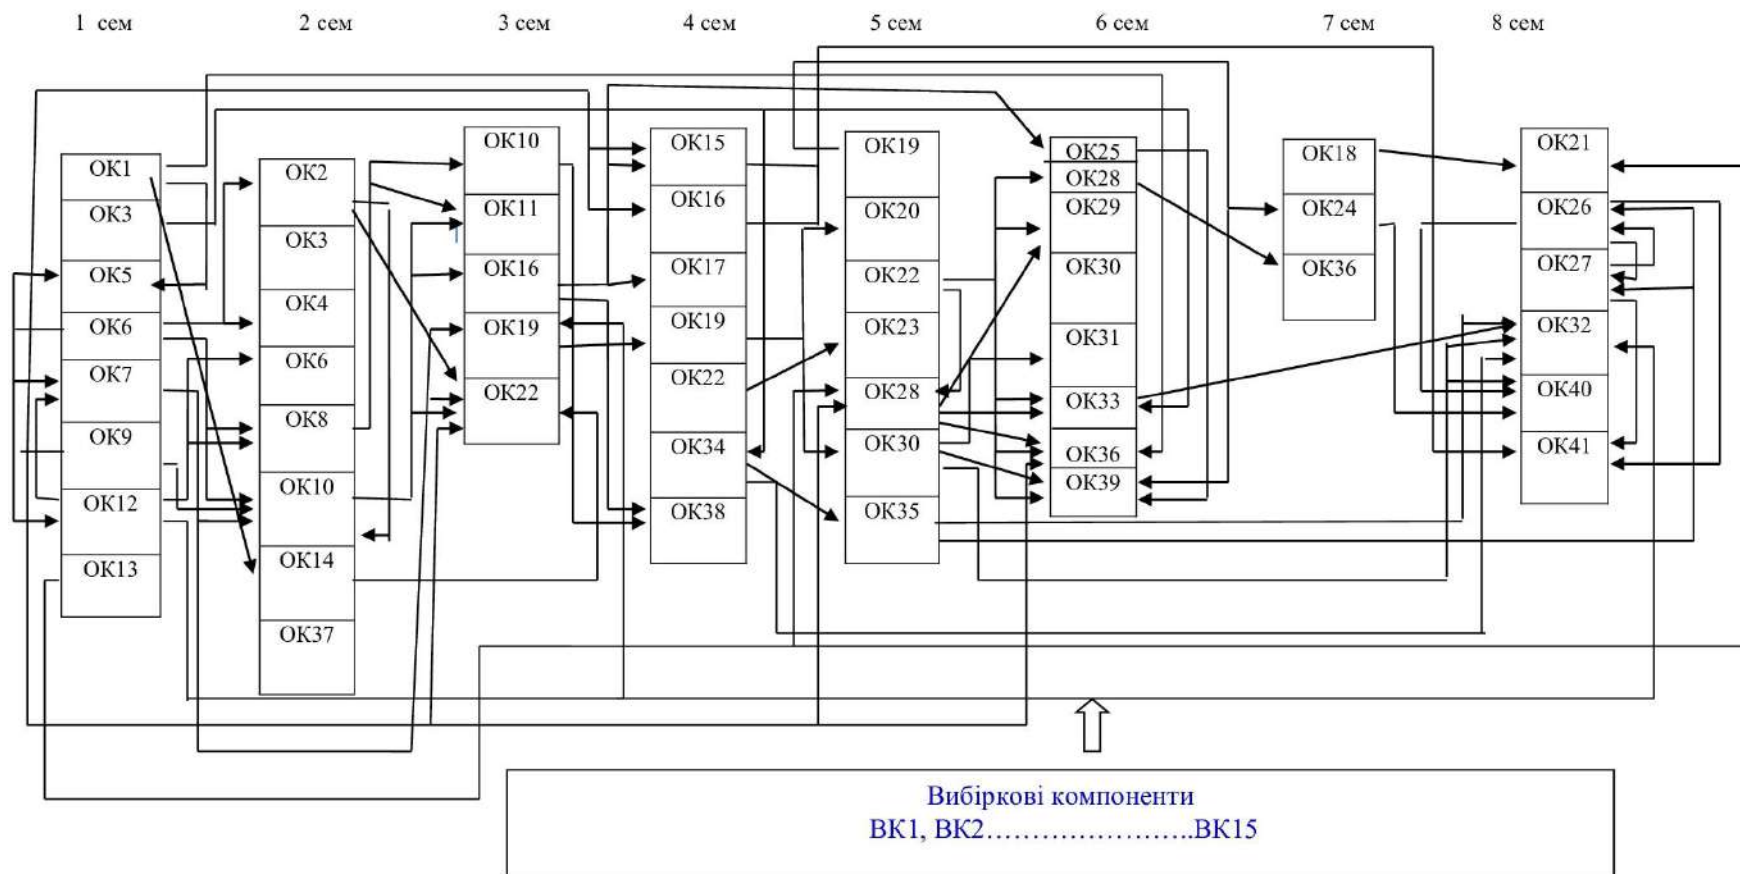 1 сем 2 сем 3 сем 4 сем 5 сем 6 сем 7 сем 8 сем
ОК1
ОК3
ОК5
ОК6
ОК7
ОК9
ОК12
ОК13
ОК2
ОК3
ОК4
ОК6
ОК8
ОК10
ОК14
ОК37
ОК10
ОК11
ОК16
ОК19
ОК22
ОК15
ОК16
ОК17
ОК19
ОК22
ОК34
ОК38
ОК19
ОК20
ОК22
ОК23
ОК28
ОК30
ОК35
ОК25
ОК28
ОК29
ОК30
ОК31
ОК33
ОК36
ОК39
ОК18
ОК24
ОК36
ОК21
ОК26
ОК27
ОК32
ОК40
ОК41
Вибіркові компоненти
ВК1, ВК2…………………..ВК15